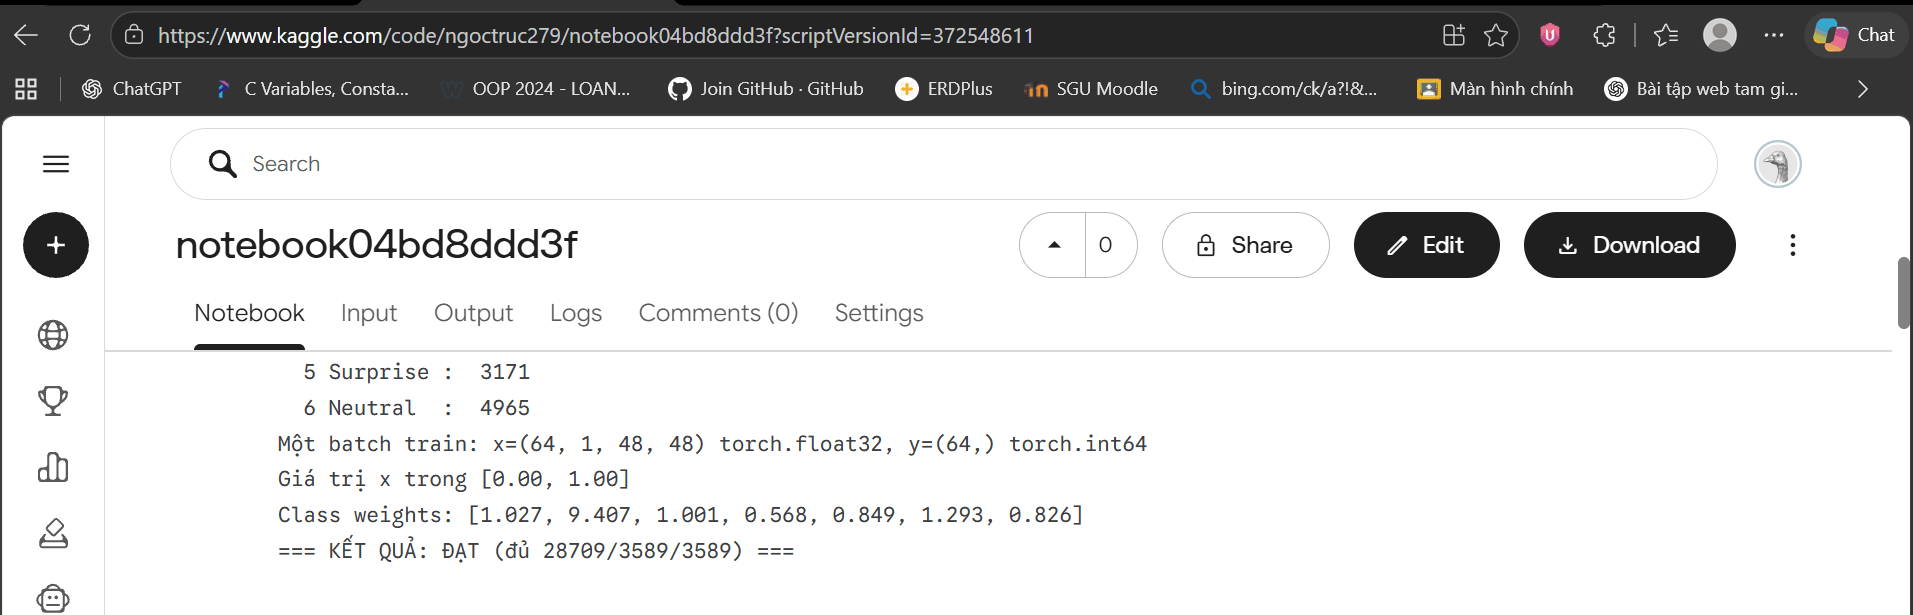 https://www.kaggle.com/code/ngoctruc279/notebook04bd8ddd3f?scriptVersionId=372548611
Chat
ChatGPT
C Variables, Consta...
OOP 2024 - LOAN...
Join GitHub · GitHub
ERDPlus
SGU Moodle
bing.com/ck/a?!&...
Màn hình chính
Bài tập web tam gi...
Search
notebook04bd8ddd3f
0
Share
Edit
Download
Notebook
Input
Output
Logs
Comments (0)
Settings
5 Surprise : 3171
6 Neutral : 4965
Một batch train: x=(64, 1, 48, 48) torch.float32, y=(64,) torch.int64
Giá trị x trong [0.00, 1.00]
Class weights: [1.027, 9.407, 1.001, 0.568, 0.849, 1.293, 0.826]
=== KẾT QUẢ: ĐẠT (đủ 28709/3589/3589) ===